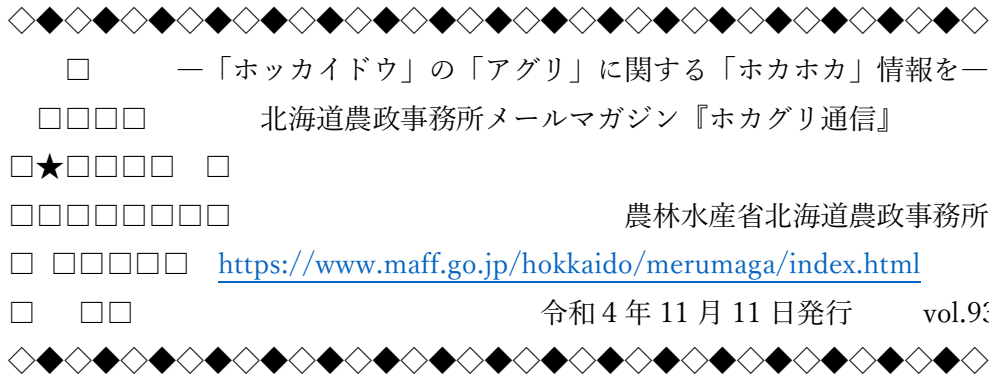 ◇◆◇◆◇◆◇◆◇◆◇◆◇◆◇◆◇◆◇◆◇◆◇◆◇◆◇◆◇◆◇◆◇◆◇
□ ―「ホッカイドウ」の「アグリ」に関する「ホカホカ」情報を―
□□□□ 北海道農政事務所メールマガジン『ホカグリ通信』
□★□□□□ □
□□□□□□□□ 農林水産省北海道農政事務所
□ □□□□□ https://www.maff.go.jp/hokkaido/merumaga/index.html
□ □□ 令和4年11月11日発行 vol.93
◇◆◇◆◇◆◇◆◇◆◇◆◇◆◇◆◇◆◇◆◇◆◇◆◇◆◇◆◇◆◇◆◇◆◇